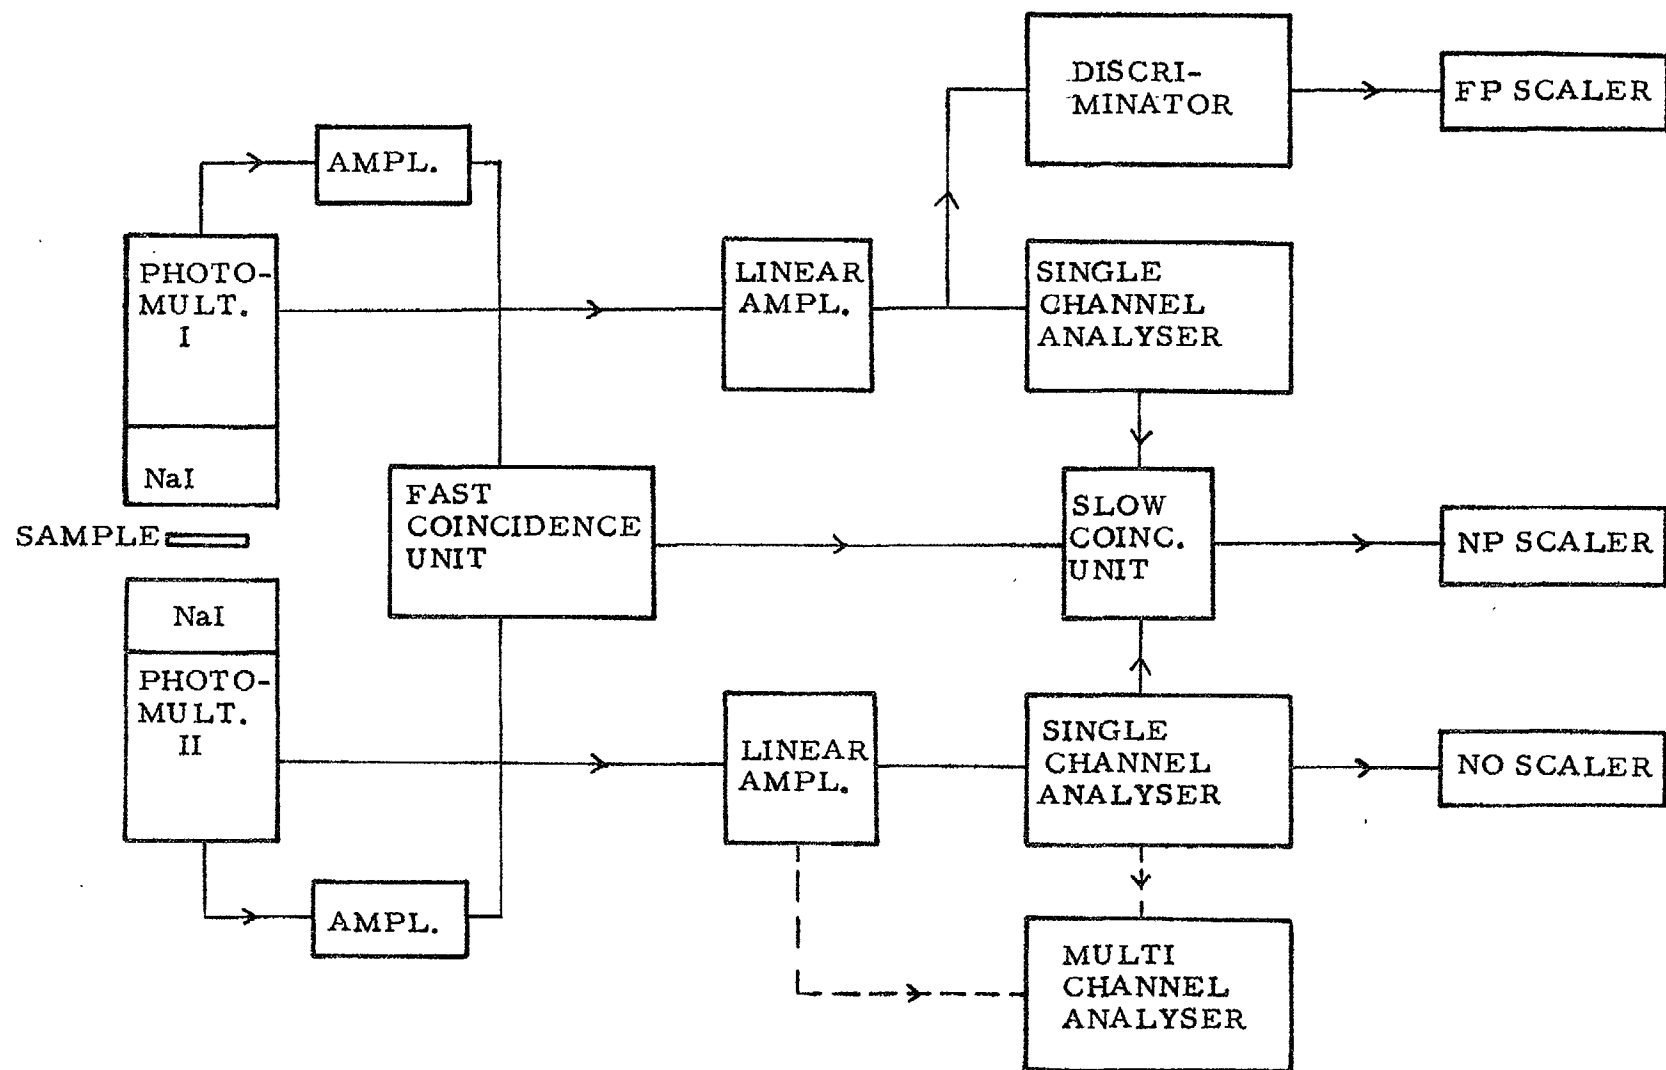 DISCRI-
MINATOR
FP SCALER
AMPL.
PHOTO-
MULT.
I
LINEAR
AMPL.
SINGLE
CHANNEL
ANALYSER
NaI
FAST
COINCIDENCE
UNIT
SLOW
COINC.
UNIT
SAMPLE
NP SCALER
NaI
PHOTO-
MULT.
II
LINEAR
AMPL.
SINGLE
CHANNEL
ANALYSER
NO SCALER
AMPL.
MULTI
CHANNEL
ANALYSER